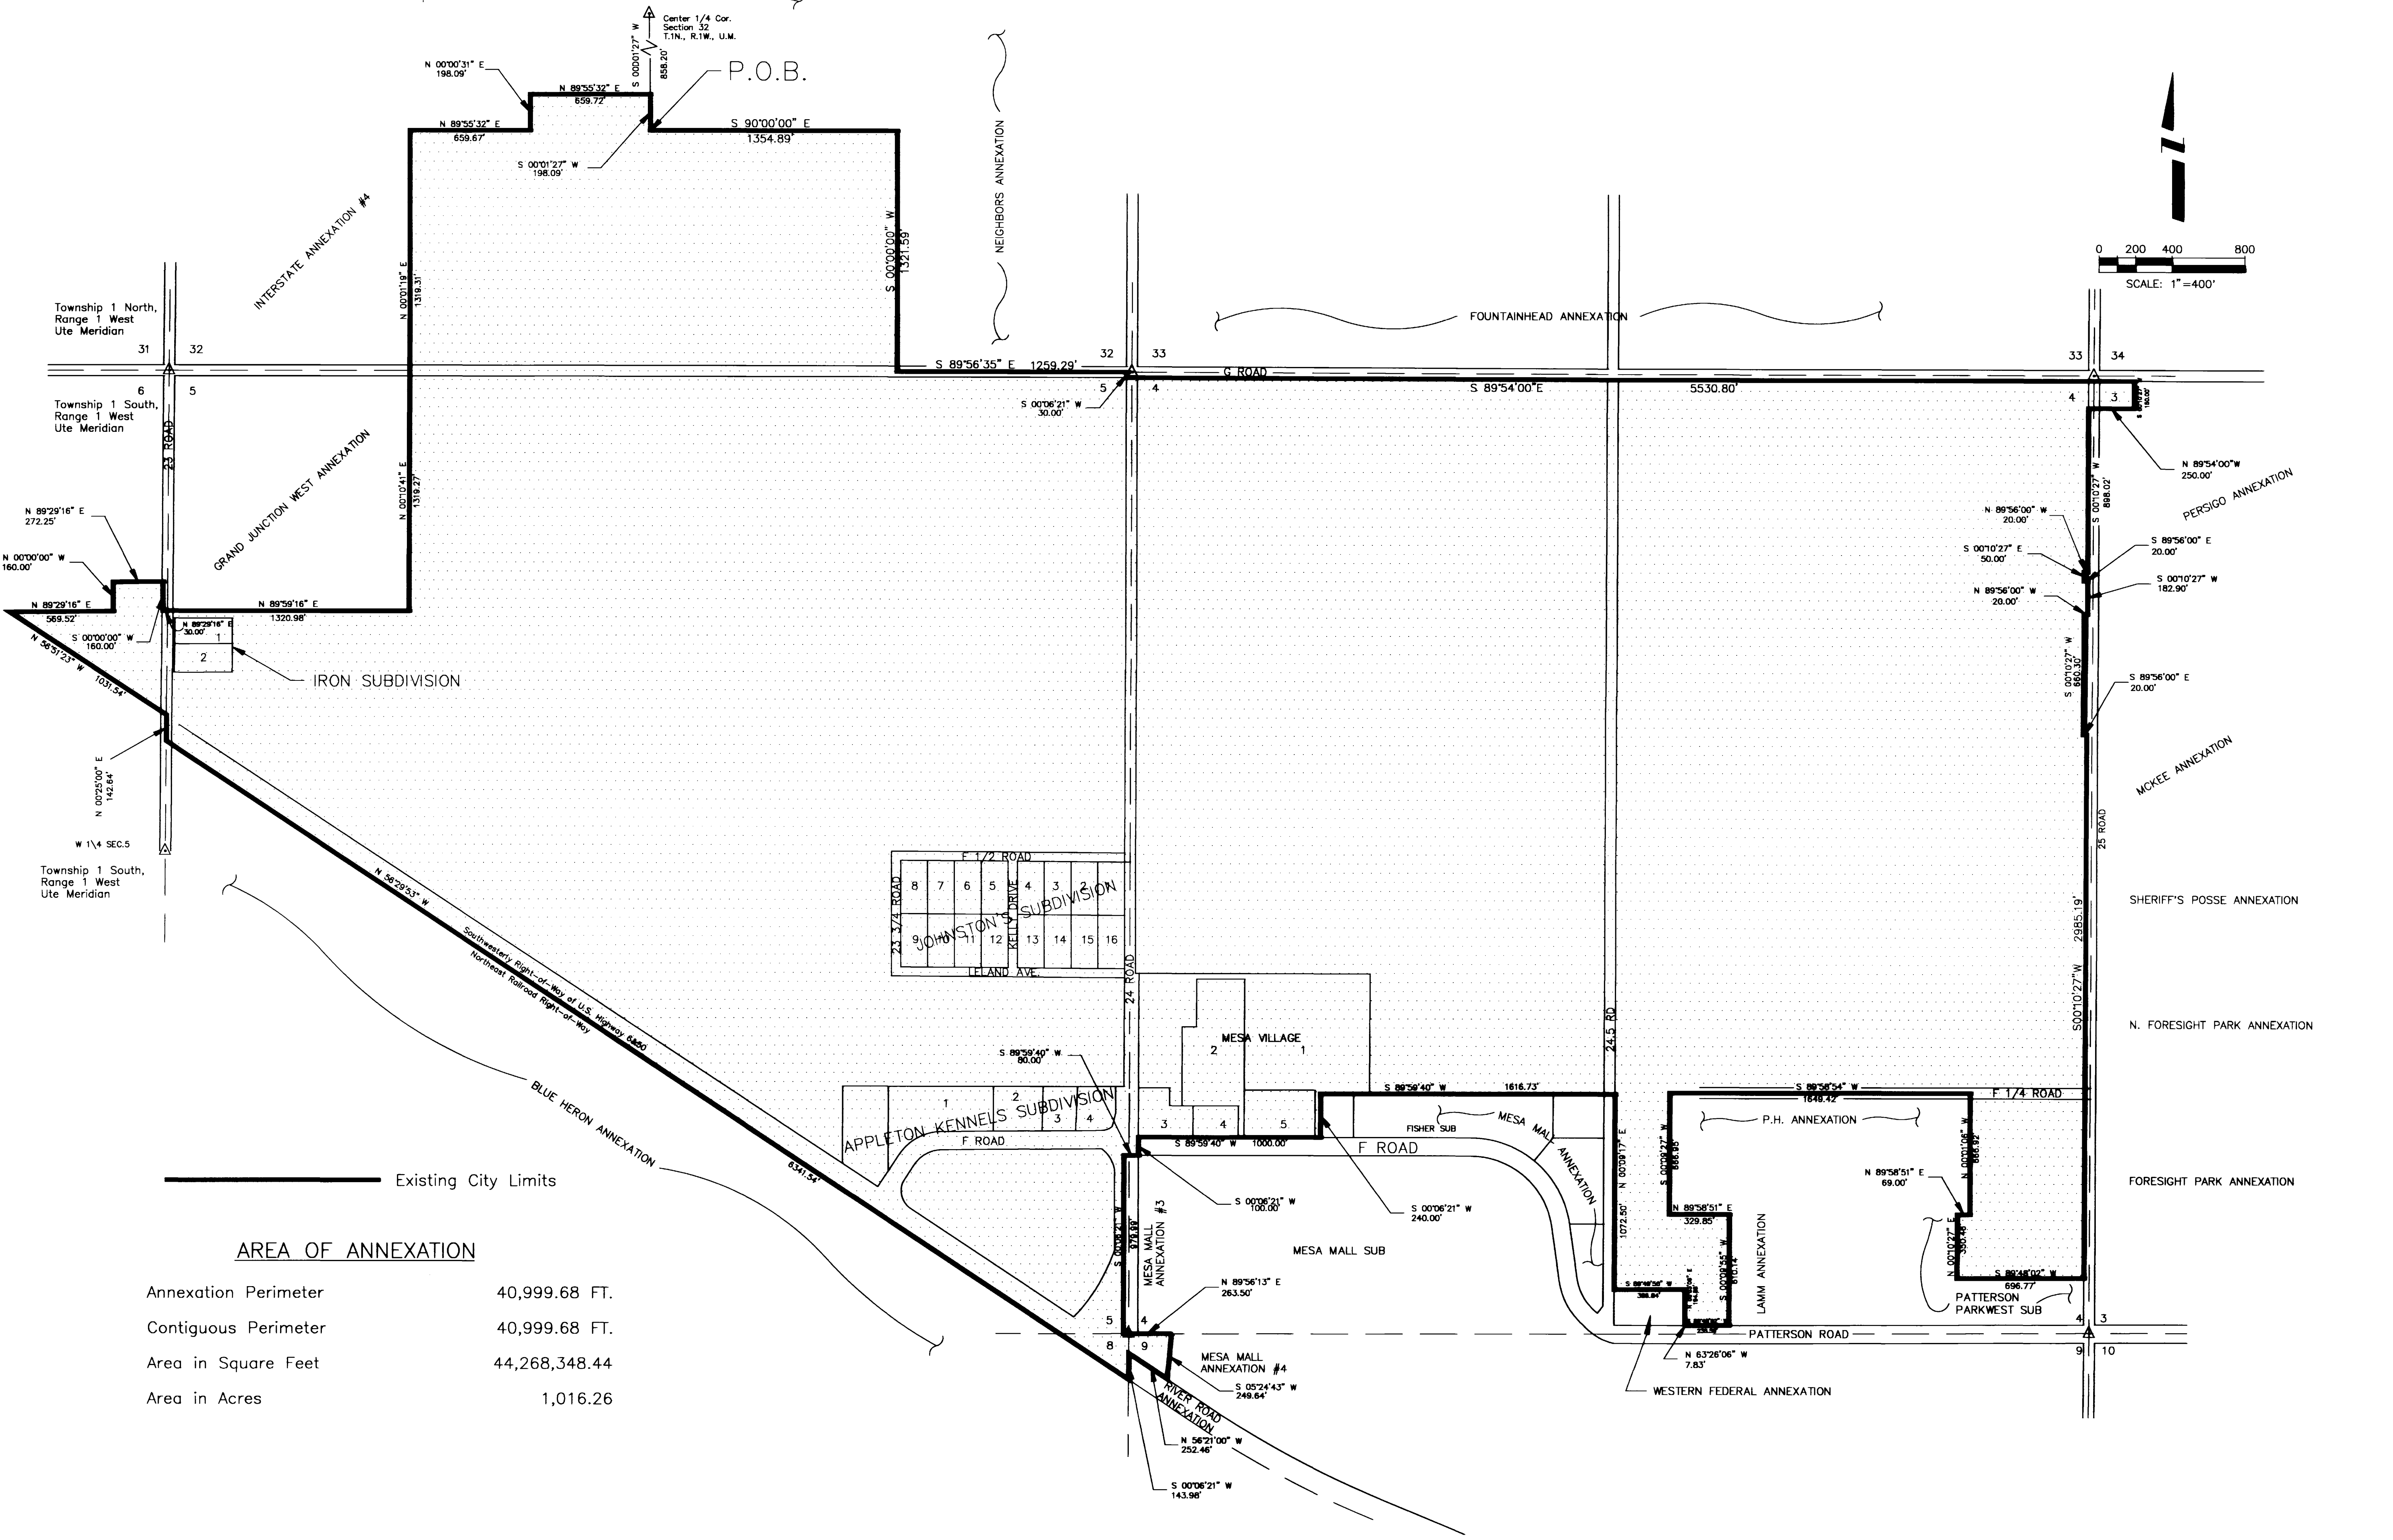 Center 1/4 Cor.
Section 32
T.1N., R.1W., U.M.
S 00D01'27" W
858.20'
P.O.B.
N 00°00'31" E
198.09'
N 89°55'32" E
659.72'
N 89°55'32" E
659.67'
S 90°00'00" E
1354.89'
S 00°01'27" W
198.09'
NEIGHBORS ANNEXATION
INTERSTATE ANNEXATION #4
N 00°01'19" E
1319.31'
S 00°00'00" W
1321.59'
0 200 400 800
SCALE: 1"=400'
Township 1 North,
Range 1 West
Ute Meridian
31 32
FOUNTAINHEAD ANNEXATION
32 33
33 34
S 89°56'35" E 1259.29'
G ROAD
6 5
5 4
S 89°54'00"E 5530.80'
4 3
S 00°06'21" W
30.00'
Township 1 South,
Range 1 West
Ute Meridian
23 ROAD
GRAND JUNCTION WEST ANNEXATION
N 00°10'41" E
1319.27'
N 89°54'00"W
250.00'
S 00°10'27" W
898.02'
PERSIGO ANNEXATION
N 89°56'00" W
20.00'
S 00°10'27" E
50.00'
S 89°56'00" E
20.00'
S 00°10'27" W
182.90'
N 89°56'00" W
20.00'
N 89°29'16" E
272.25'
N 00°00'00" W
160.00'
N 89°29'16" E
569.52'
N 89°59'16" E
1320.98'
S 00°00'00" W
160.00'
N 89°29'16" E
30.00'
1
2
IRON SUBDIVISION
N 56°51'23" W
1031.54'
S 00°10'27" W
660.30'
S 89°56'00" E
20.00'
N 00°25'00" E
142.64'
MCKEE ANNEXATION
25 ROAD
W 1\4 SEC.5
Township 1 South,
Range 1 West
Ute Meridian
N 56°29'53" W
F 1/2 ROAD
23 3/4 ROAD
8 7 6 5 4 3 2 1
KELLY DRIVE
JOHNSTON'S SUBDIVISION
9 10 11 12 13 14 15 16
LELAND AVE.
24 ROAD
SHERIFF'S POSSE ANNEXATION
2985.19'
S00°10'27"W
Southwesterly Right-of-Way of U.S. Highway 6&50
Northeast Railroad Right-of-Way
24.5 RD
N. FORESIGHT PARK ANNEXATION
MESA VILLAGE
2 1
S 89°59'40" W
80.00'
BLUE HERON ANNEXATION
S 89°59'40" W 1616.73'
S 89°58'54" W
1649.42'
F 1/4 ROAD
1 2 3 4
APPLETON KENNELS SUBDIVISION
F ROAD
3 4 5
S 89°59'40" W 1000.00'
FISHER SUB
F ROAD
MESA MALL ANNEXATION
P.H. ANNEXATION
N 00°09'17" E
1072.50'
S 00°09'27" W
666.95'
N 00°01'06" W
666.92'
N 89°58'51" E
69.00'
FORESIGHT PARK ANNEXATION
6341.54'
Existing City Limits
S 00°06'21" W
979.99'
MESA MALL
ANNEXATION #3
S 00°06'21" W
100.00'
S 00°06'21" W
240.00'
N 89°58'51" E
329.85'
S 00°09'55" W
610.14'
LAMM ANNEXATION
N 00°10'27" E
350.48'
MESA MALL SUB
AREA OF ANNEXATION
S 89°48'02" W
696.77'
PATTERSON
PARKWEST SUB
Annexation Perimeter 40,999.68 FT.
Contiguous Perimeter 40,999.68 FT.
Area in Square Feet 44,268,348.44
Area in Acres 1,016.26
N 89°56'13" E
263.50'
5 4
8 9
4 3
9 10
PATTERSON ROAD
MESA MALL
ANNEXATION #4
S 05°24'43" W
249.64'
N 63°26'06" W
7.83'
WESTERN FEDERAL ANNEXATION
RIVER ROAD
ANNEXATION
N 56°21'00" W
252.46'
S 00°06'21" W
143.98'